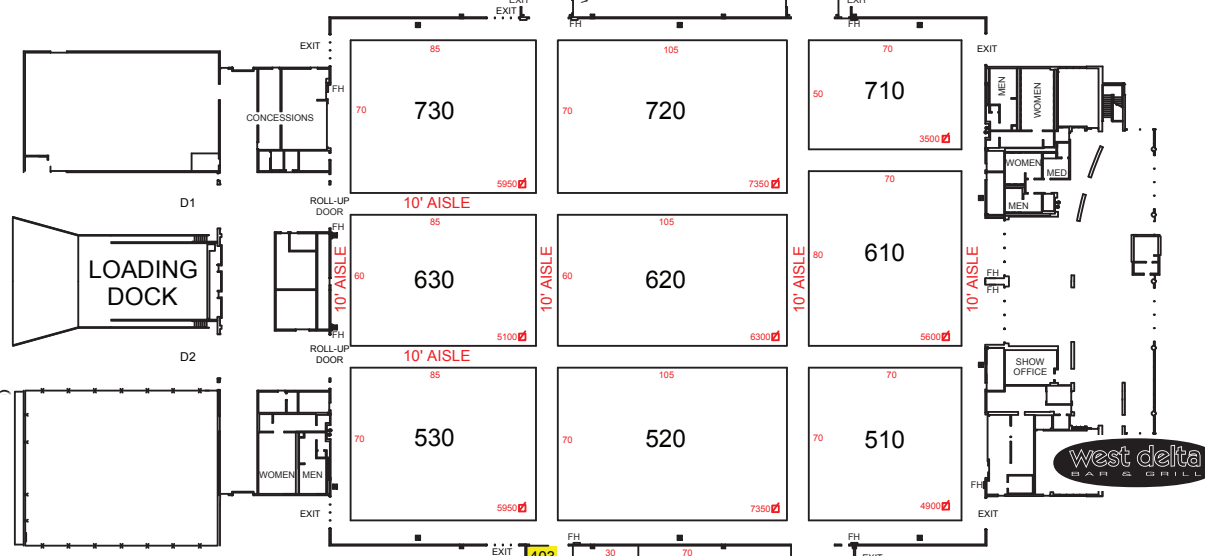 EXIT
EXIT
EXIT
FH
FH
EXIT
85
105
70
EXIT
70
730
FH
CONCESSIONS
5950
70
720
7350
50
710
3500
EXIT
MEN
WOMEN
WOMEN
MED
MEN
D1
ROLL-UP
DOOR
FH
10' AISLE
LOADING
DOCK
10' AISLE
85
60
630
5100
10' AISLE
105
60
620
6300
10' AISLE
70
80
610
5600
10' AISLE
FH
FH
FH
D2
ROLL-UP
DOOR
10' AISLE
SHOW
OFFICE
85
70
530
5950
105
70
520
7350
70
70
510
4900
WOMEN
MEN
west delta
BAR & GRILL
FH
EXIT
EXIT
EXIT
403
FH
30
70
FH
EXIT